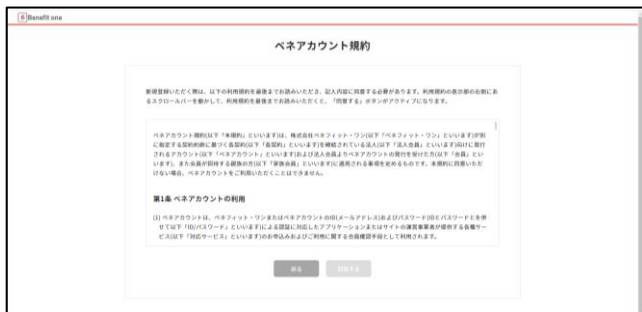 Benefit one
ベネアカウント規約
新規登録いただく際は、以下の利用規約を最後までお読みいただき、記入内容に同意する必要があります。利用規約の表示部の右側にあ
るスクロールバーを動かして、利用規約を最後までお読みいただくと、「同意する」ボタンがアクティブになります。
ベネアカウント規約(以下「本規約」といいます)は、株式会社ベネフィット・ワン(以下「ベネフィット・ワン」といいます)が別
に指定する契約約款に基づく各契約(以下「各契約」といいます)を締結されている法人(以下「法人会員」といいます)向けに発行
されるアカウント(以下「ベネアカウント」といいます)および法人会員よりベネアカウントの発行を受けた方(以下「会員」とい
います)、また会員が招待する親族の方(以下「家族会員」といいます)に適用される事項を定めるものです。本規約に同意いただ
けない場合、ベネアカウントをご利用いただくことはできません。
第1条 ベネアカウントの利用
(1) ベネアカウントは、ベネフィット・ワンまたはベネアカウントのID(メールアドレス)およびパスワード(IDとパスワードとを併
せて以下「ID/パスワード」といいます)による認証に対応したアプリケーションまたはサイトの運営事業者が提供する各種サー
ビス(以下「対応サービス」といいます)のお申込みおよびご利用に関する会員確認手段として利用されます。
戻る 同意する